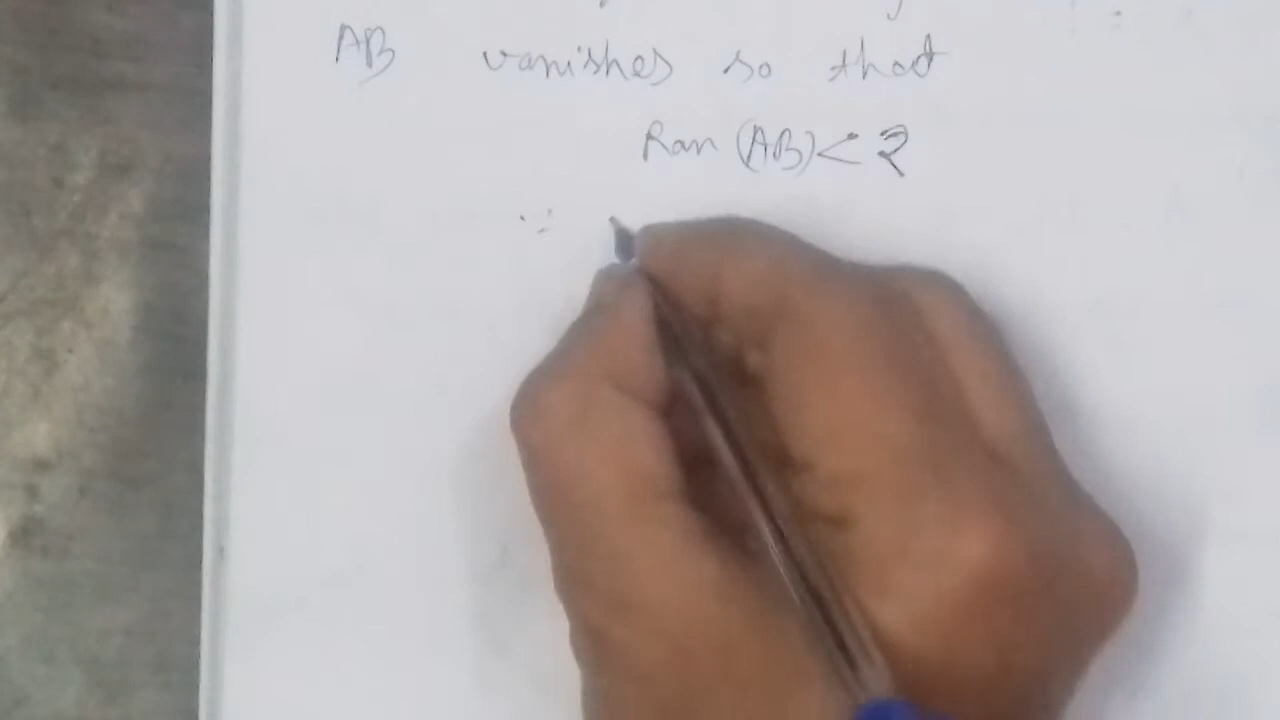 AB vanishes so that
Ran (AB) < 2
∵